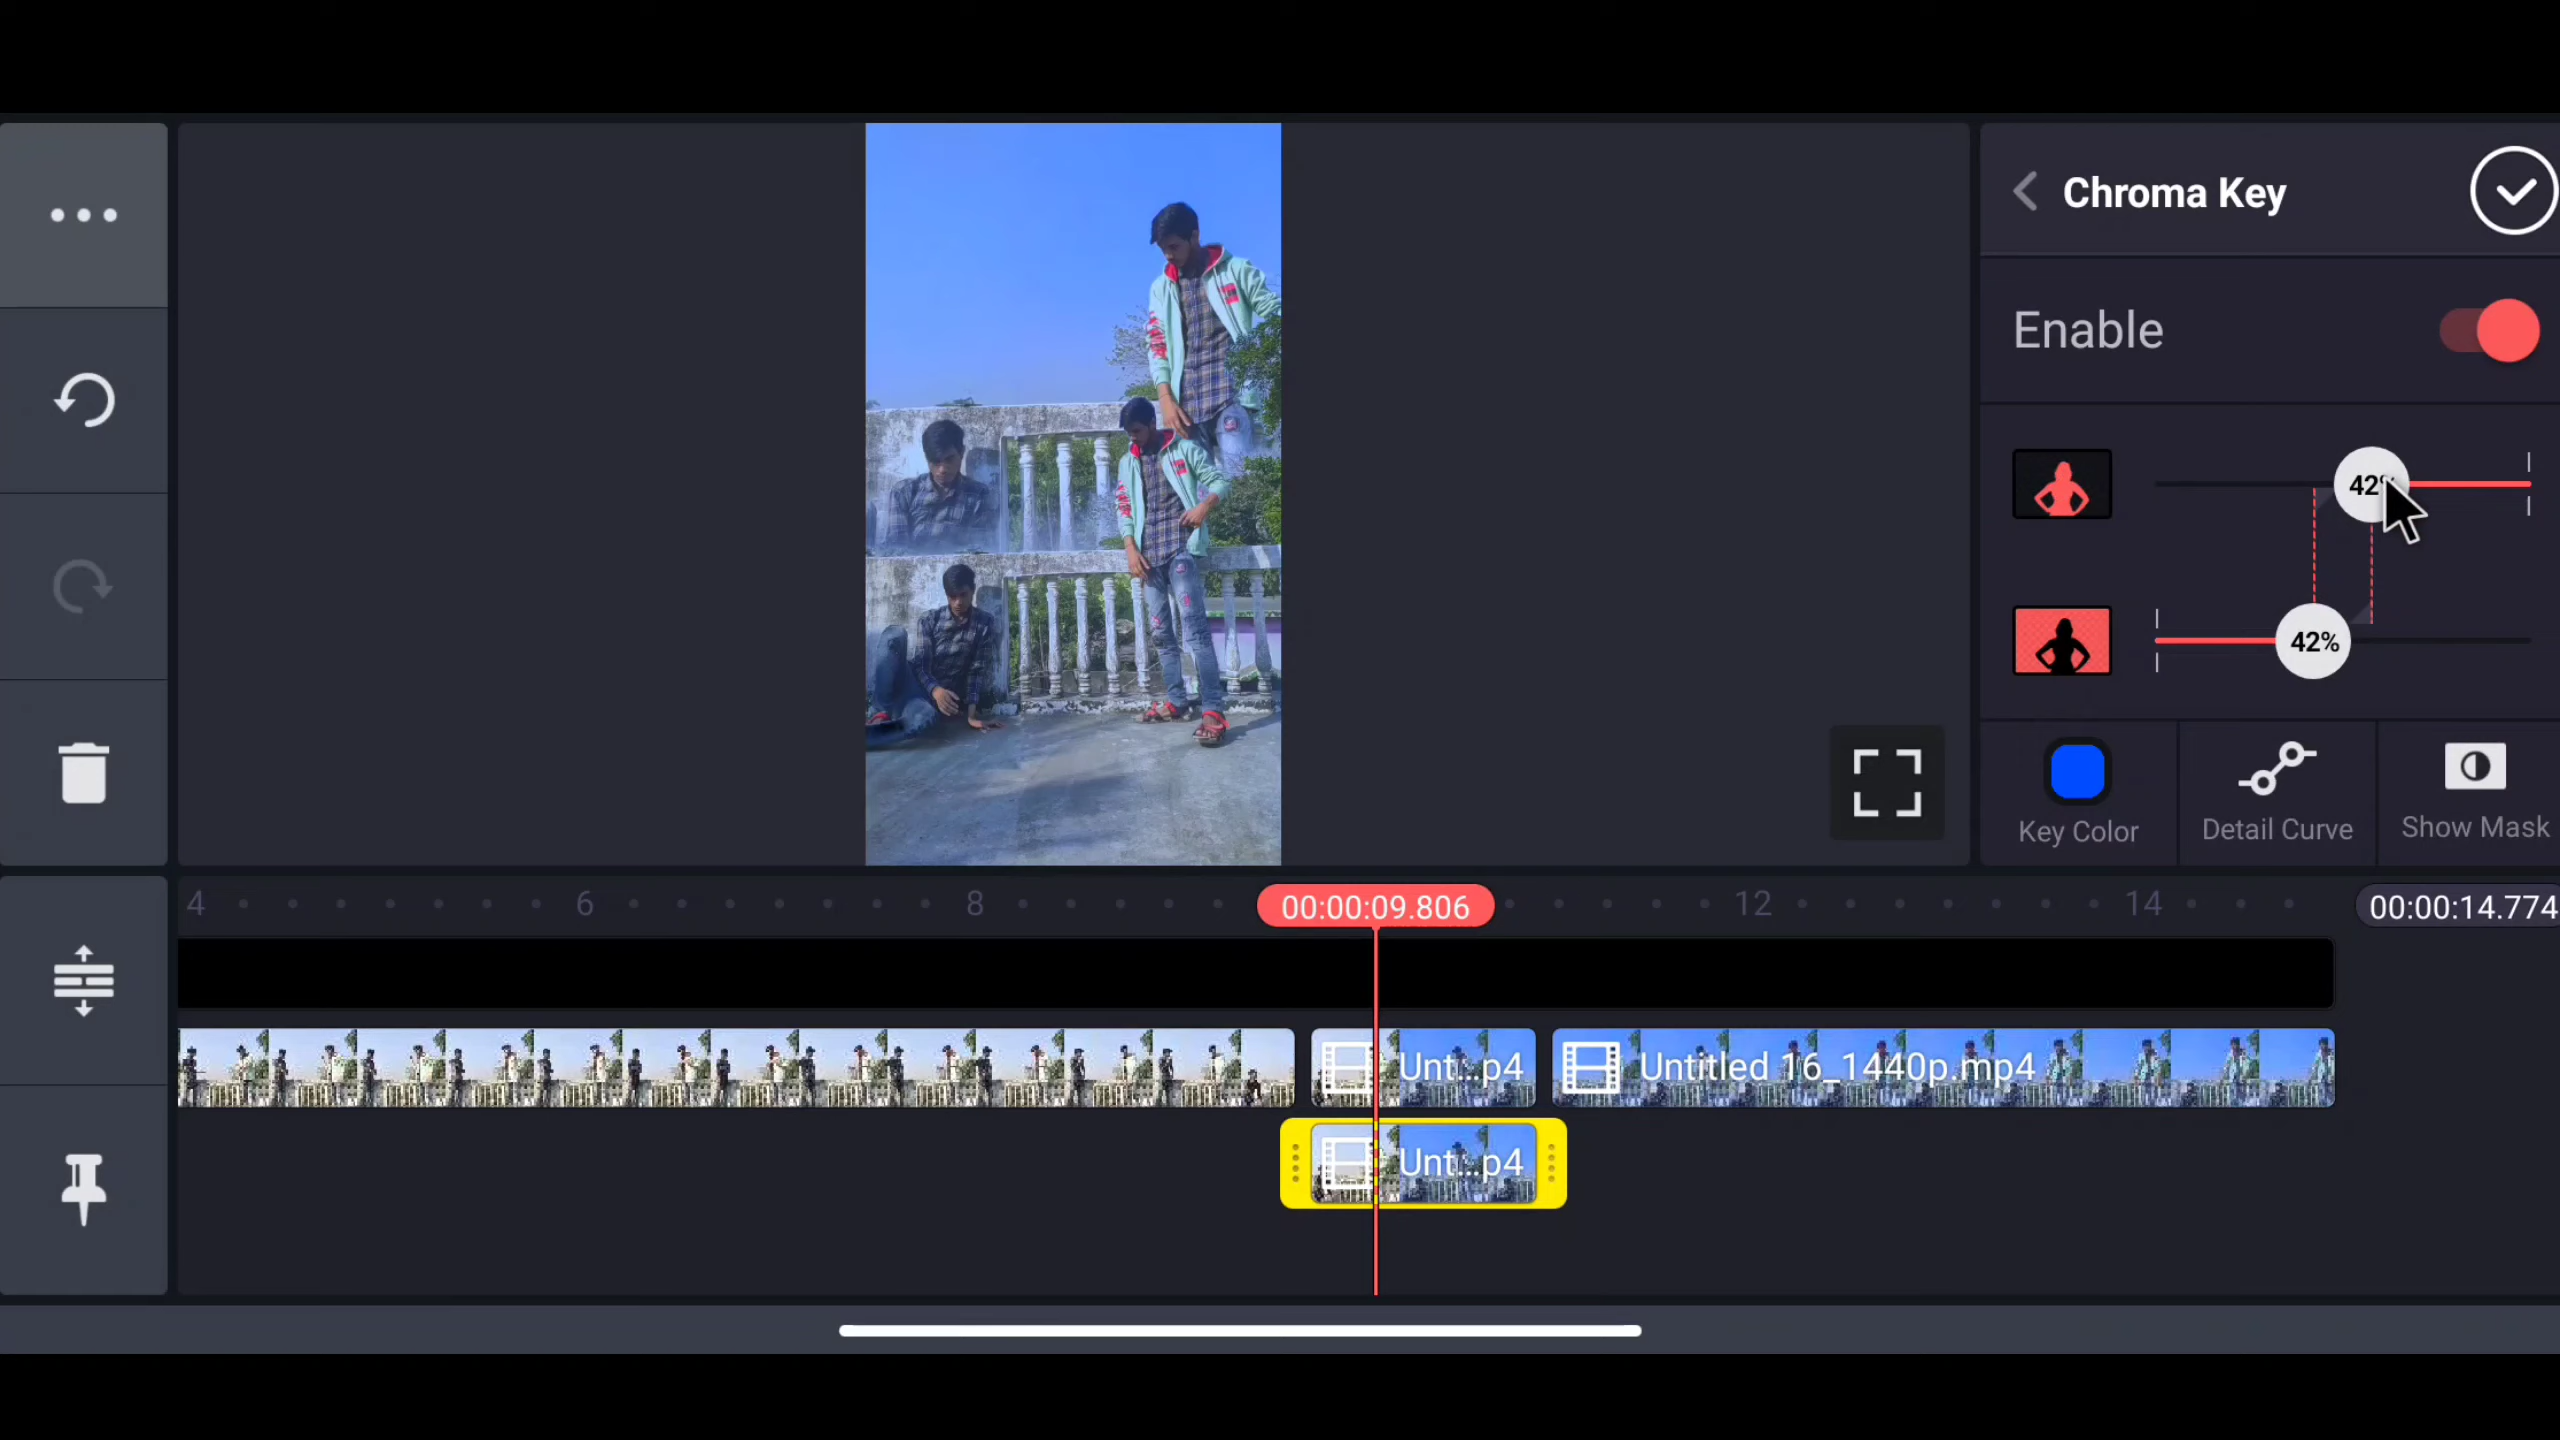 Chroma Key
Enable
42%
42%
Key Color
Detail Curve
Show Mask
4
6
8
00:00:09.806
12
14
00:00:14.774
Unt...p4
Untitled 16_1440p.mp4
Unt...p4